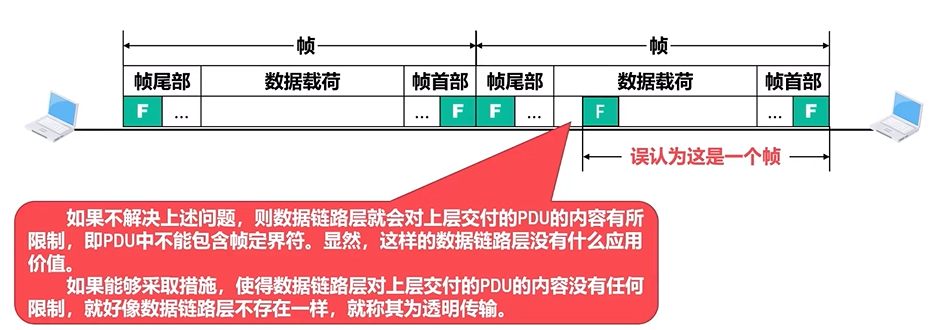 帧 帧
帧尾部 数据载荷 帧首部 帧尾部 数据载荷 帧首部
F … … F F … F … F
误认为这是一个帧
如果不解决上述问题，则数据链路层就会对上层交付的PDU的内容有所
限制，即PDU中不能包含帧定界符。显然，这样的数据链路层没有什么应用
价值。
如果能够采取措施，使得数据链路层对上层交付的PDU的内容没有任何
限制，就好像数据链路层不存在一样，就称其为透明传输。